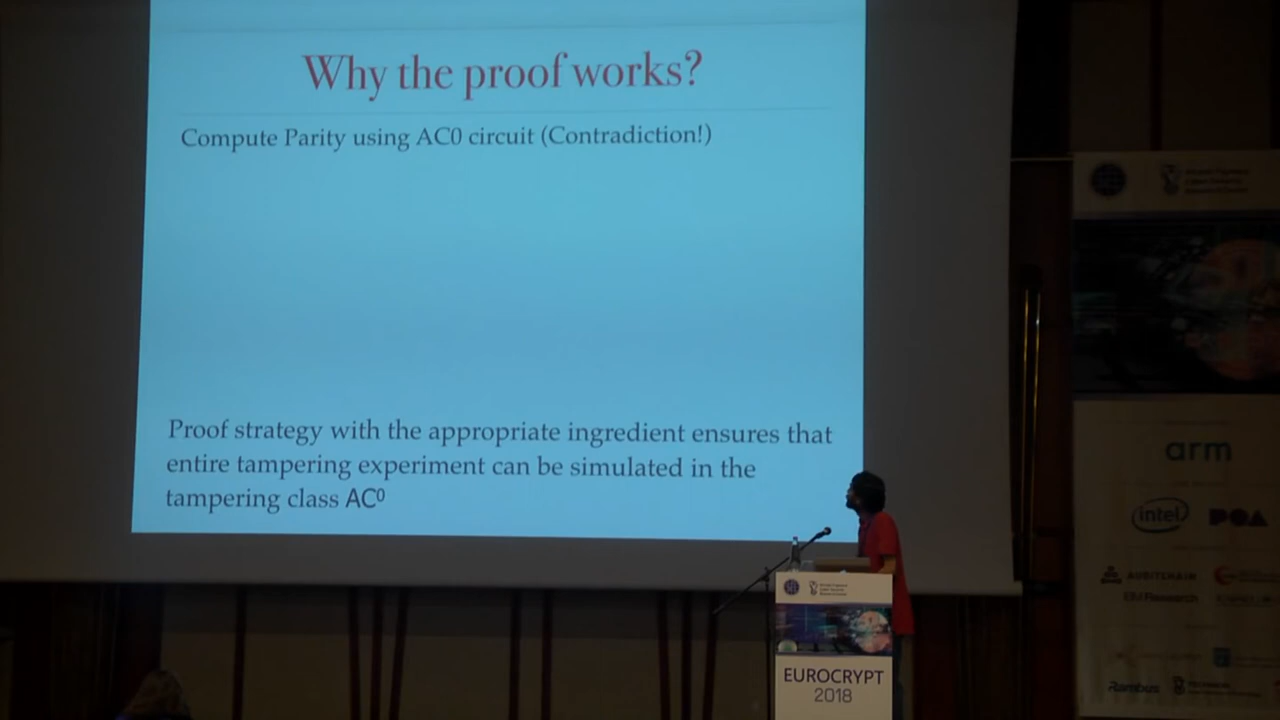 Why the proof works?
Compute Parity using AC0 circuit (Contradiction!)
Proof strategy with the appropriate ingredient ensures that
entire tampering experiment can be simulated in the
tampering class AC⁰
EUROCRYPT
2018
arm
intel
Rambus